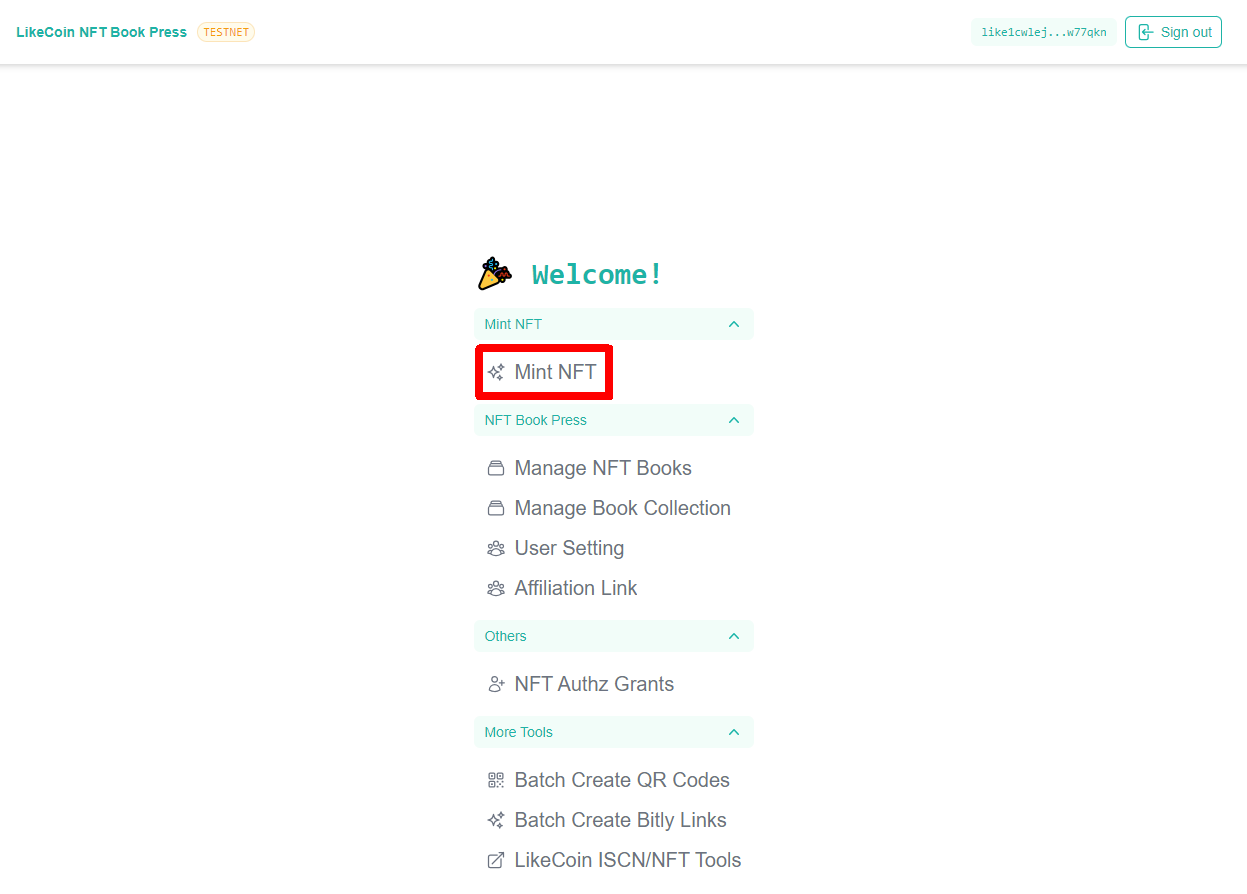 LikeCoin NFT Book Press TESTNET like1cwlej...w77qkn Sign out
Welcome!
Mint NFT
Mint NFT
NFT Book Press
Manage NFT Books
Manage Book Collection
User Setting
Affiliation Link
Others
NFT Authz Grants
More Tools
Batch Create QR Codes
Batch Create Bitly Links
LikeCoin ISCN/NFT Tools